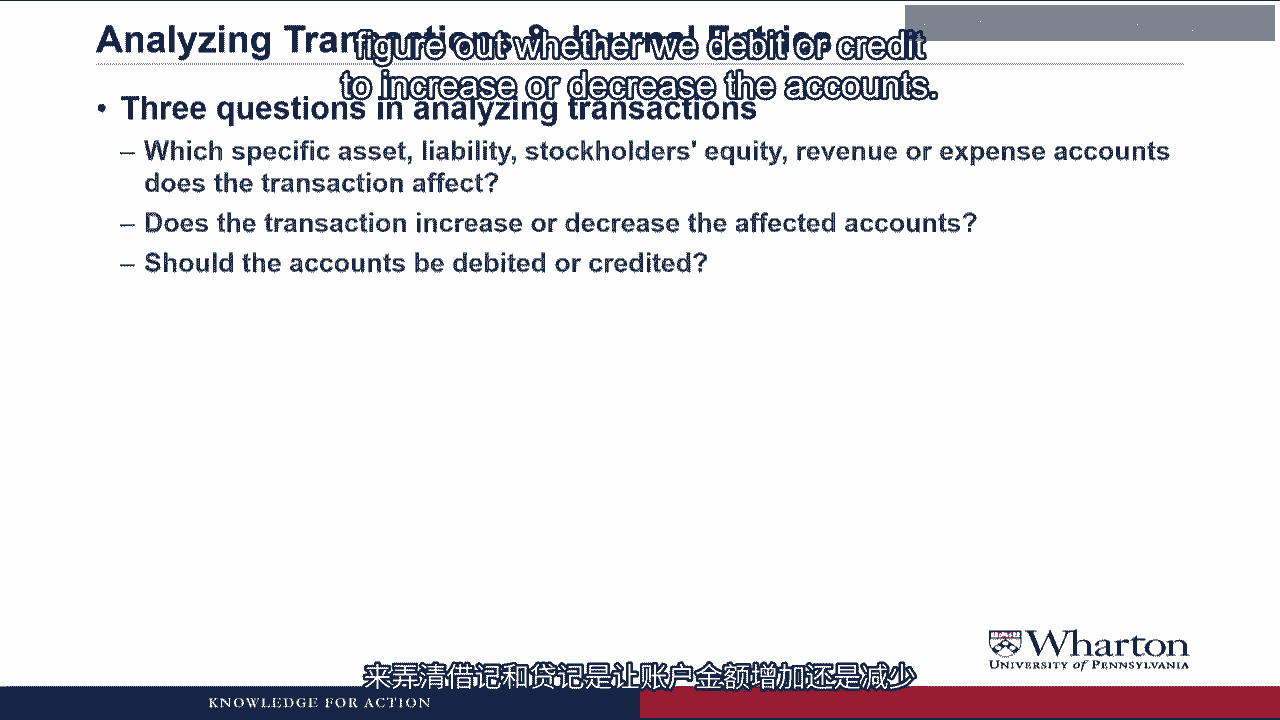 Analyzing Transactions & Journal Entries
figure out whether we debit or credit
to increase or decrease the accounts.
• Three questions in analyzing transactions
– Which specific asset, liability, stockholders' equity, revenue or expense accounts
does the transaction affect?
– Does the transaction increase or decrease the affected accounts?
– Should the accounts be debited or credited?
Wharton
UNIVERSITY of PENNSYLVANIA
来弄清借记和贷记是让账户金额增加还是减少
KNOWLEDGE FOR ACTION